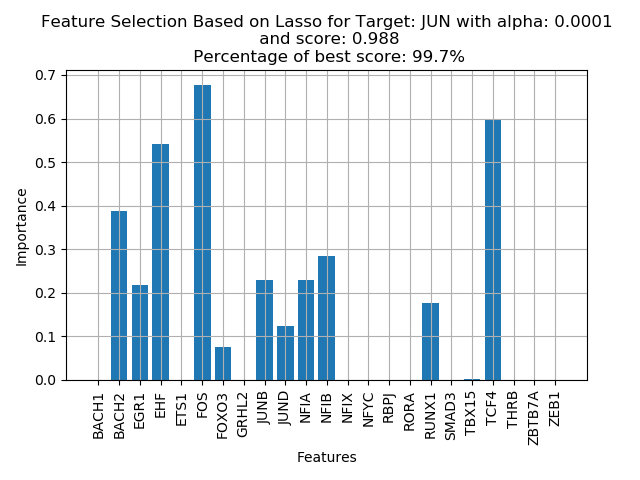 Feature Selection Based on Lasso for Target: JUN with alpha: 0.0001
and score: 0.988
Percentage of best score: 99.7%
0.7
0.6
0.5
0.4
0.3
0.2
0.1
0.0
Importance
BACH1
BACH2
EGR1
EHF
ETS1
FOS
FOXO3
GRHL2
JUNB
JUND
NFIA
NFIB
NFIX
NFYC
RBPJ
RORA
RUNX1
SMAD3
TBX15
TCF4
THRB
ZBTB7A
ZEB1
Features